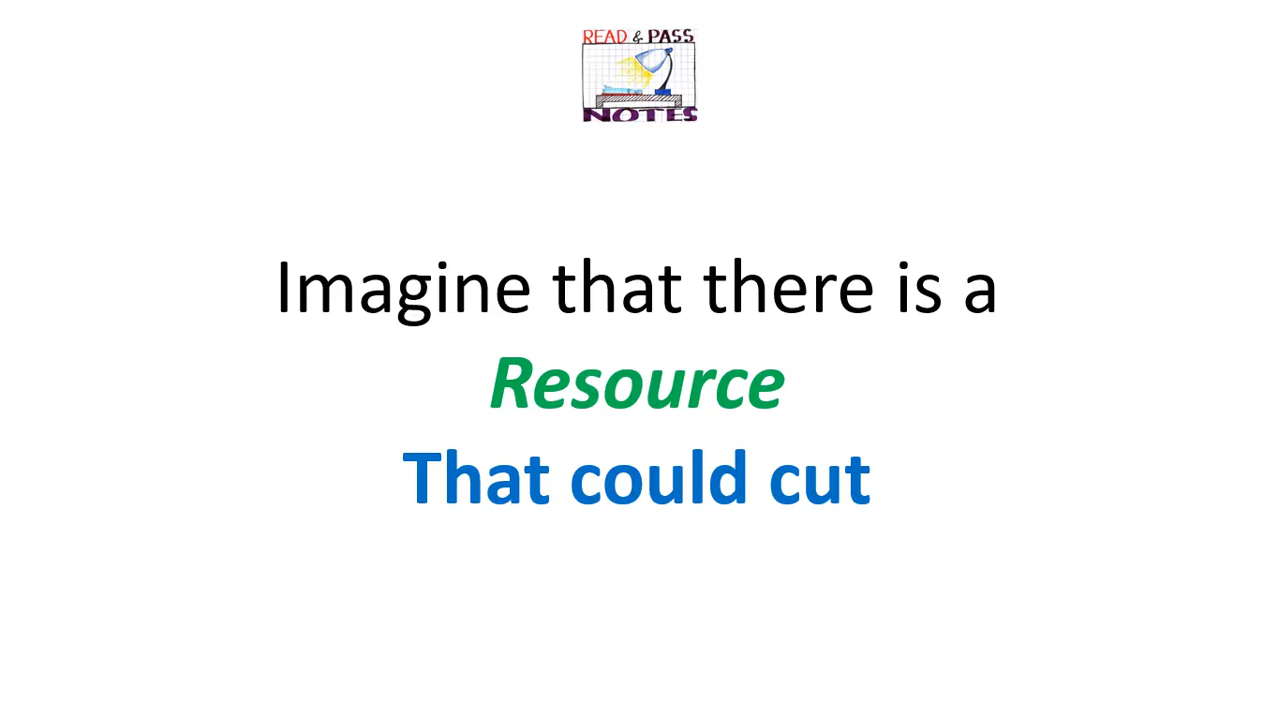 READ & PASS
NOTES
Imagine that there is a
Resource
That could cut